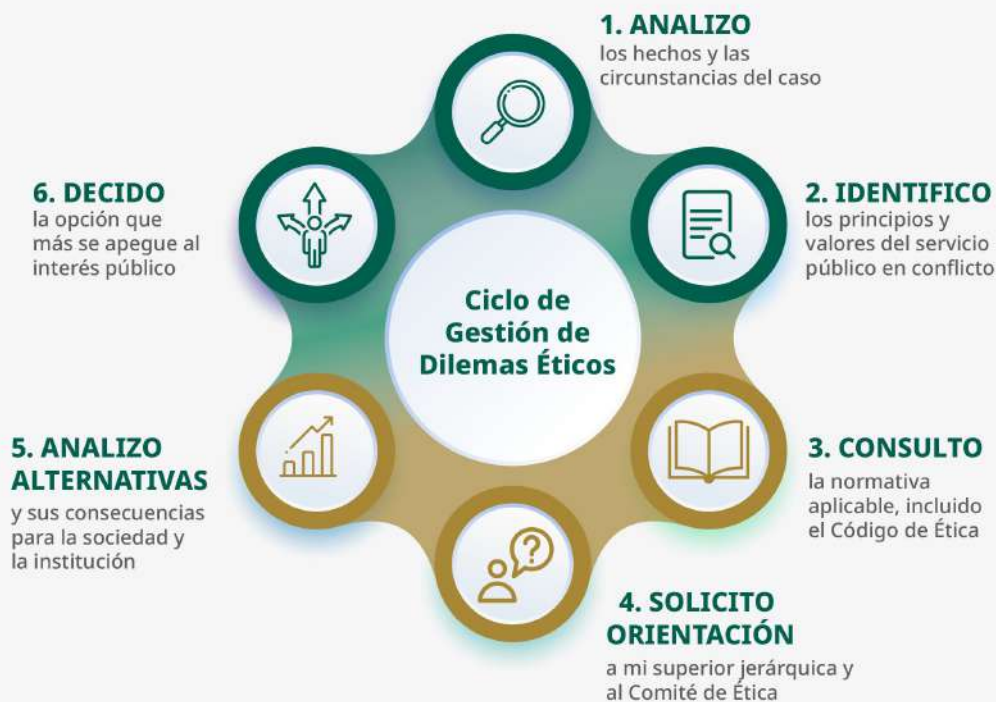 1. ANALIZO
los hechos y las
circunstancias del caso
2. IDENTIFICO
los principios y
valores del servicio
público en conflicto
3. CONSULTO
la normativa
aplicable, incluido
el Código de Ética
4. SOLICITO
ORIENTACIÓN
a mi superior jerárquica y
al Comité de Ética
5. ANALIZO
ALTERNATIVAS
y sus consecuencias
para la sociedad y
la institución
6. DECIDO
la opción que
más se apegue al
interés público
Ciclo de
Gestión de
Dilemas Éticos
?